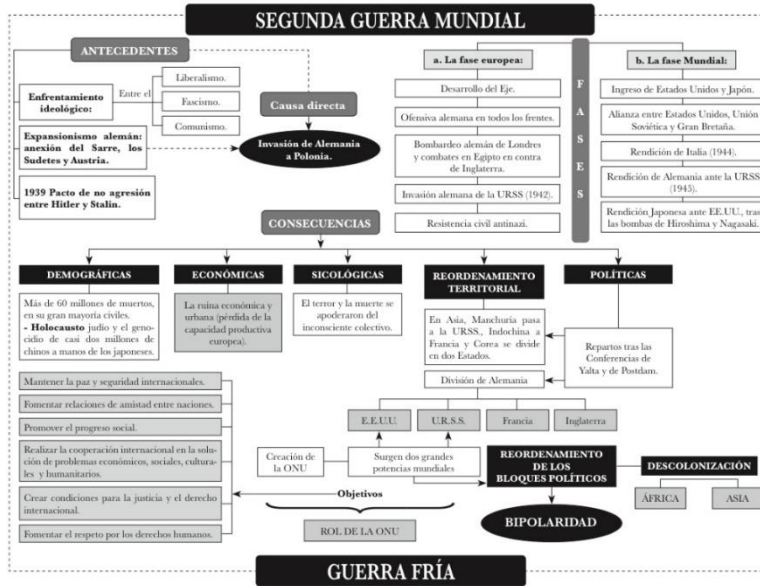 SEGUNDA GUERRA MUNDIAL
ANTECEDENTES
Enfrentamiento
ideológico:
Entre el
Liberalismo.
Fascismo.
Comunismo.
Expansionismo alemán:
anexión del Sarre, los
Sudetes y Austria.
1939 Pacto de no agresión
entre Hitler y Stalin.
Causa directa
Invasión de Alemania
a Polonia.
FASES
a. La fase europea:
Desarrollo del Eje.
Ofensiva alemana en todos los frentes.
Bombardeo alemán de Londres
y combates en Egipto en contra
de Inglaterra.
Invasión alemana de la URSS (1942).
Resistencia civil antinazi.
b. La fase Mundial:
Ingreso de Estados Unidos y Japón.
Alianza entre Estados Unidos, Unión
Soviética y Gran Bretaña.
Rendición de Italia (1944).
Rendición de Alemania ante la URSS
(1945).
Rendición Japonesa ante EE.UU., tras
las bombas de Hiroshima y Nagasaki.
CONSECUENCIAS
DEMOGRÁFICAS
Más de 60 millones de muertos,
en su gran mayoría civiles.
- Holocausto judío y el geno-
cidio de casi dos millones de
chinos a manos de los japoneses.
ECONÓMICAS
La ruina económica y
urbana (pérdida de la
capacidad productiva
europea).
SICOLÓGICAS
El terror y la muerte se
apoderaron del
inconsciente colectivo.
REORDENAMIENTO
TERRITORIAL
En Asia, Manchuria pasa
a la URSS., Indochina a
Francia y Corea se divide
en dos Estados.
POLÍTICAS
Repartos tras las
Conferencias de
Yalta y de Postdam.
División de Alemania
E.E.U.U.
U.R.S.S.
Francia
Inglaterra
Creación de
la ONU
Surgen dos grandes
potencias mundiales
REORDENAMIENTO
DE LOS
BLOQUES POLÍTICOS
BIPOLARIDAD
DESCOLONIZACIÓN
ÁFRICA
ASIA
Objetivos
ROL DE LA ONU
Mantener la paz y seguridad internacionales.
Fomentar relaciones de amistad entre naciones.
Promover el progreso social.
Realizar la cooperación internacional en la solu-
ción de problemas económicos, sociales, cultura-
les y humanitarios.
Crear condiciones para la justicia y el derecho
internacional.
Fomentar el respeto por los derechos humanos.
GUERRA FRÍA